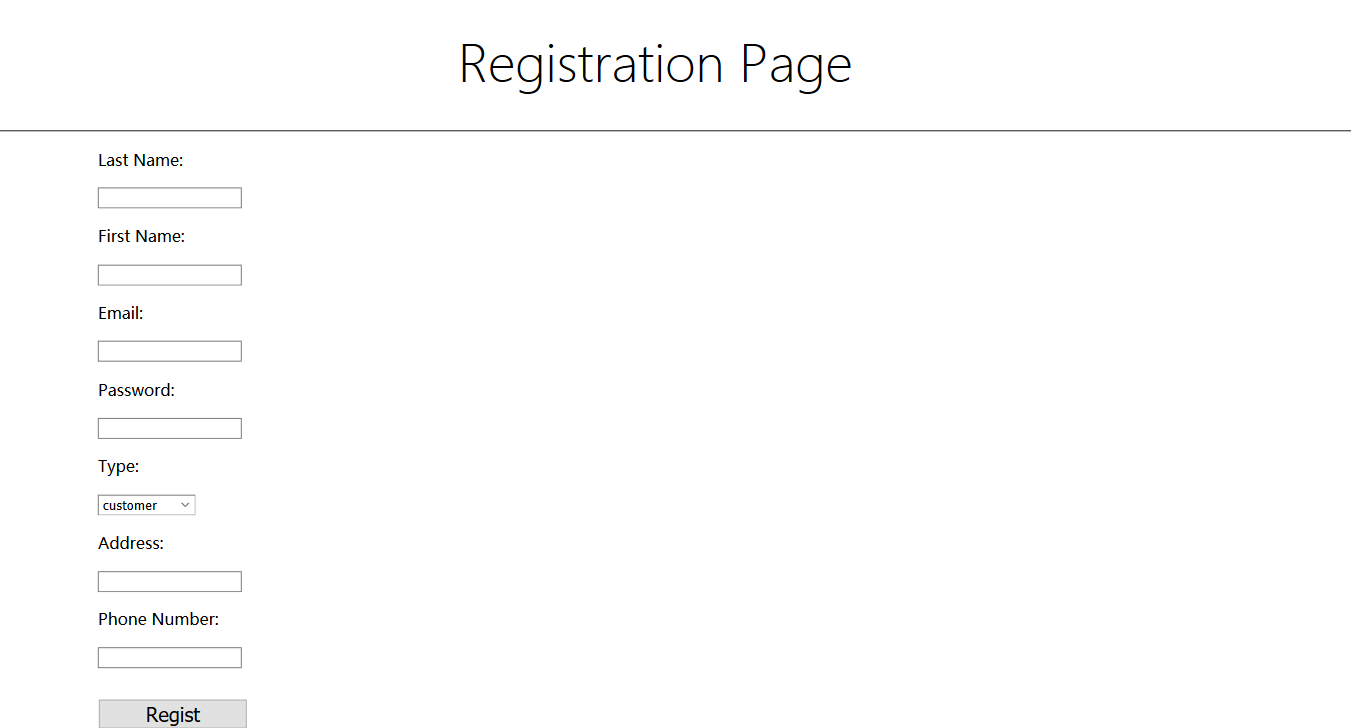 Registration Page
Last Name:
First Name:
Email:
Password:
Type:
customer
Address:
Phone Number:
Regist